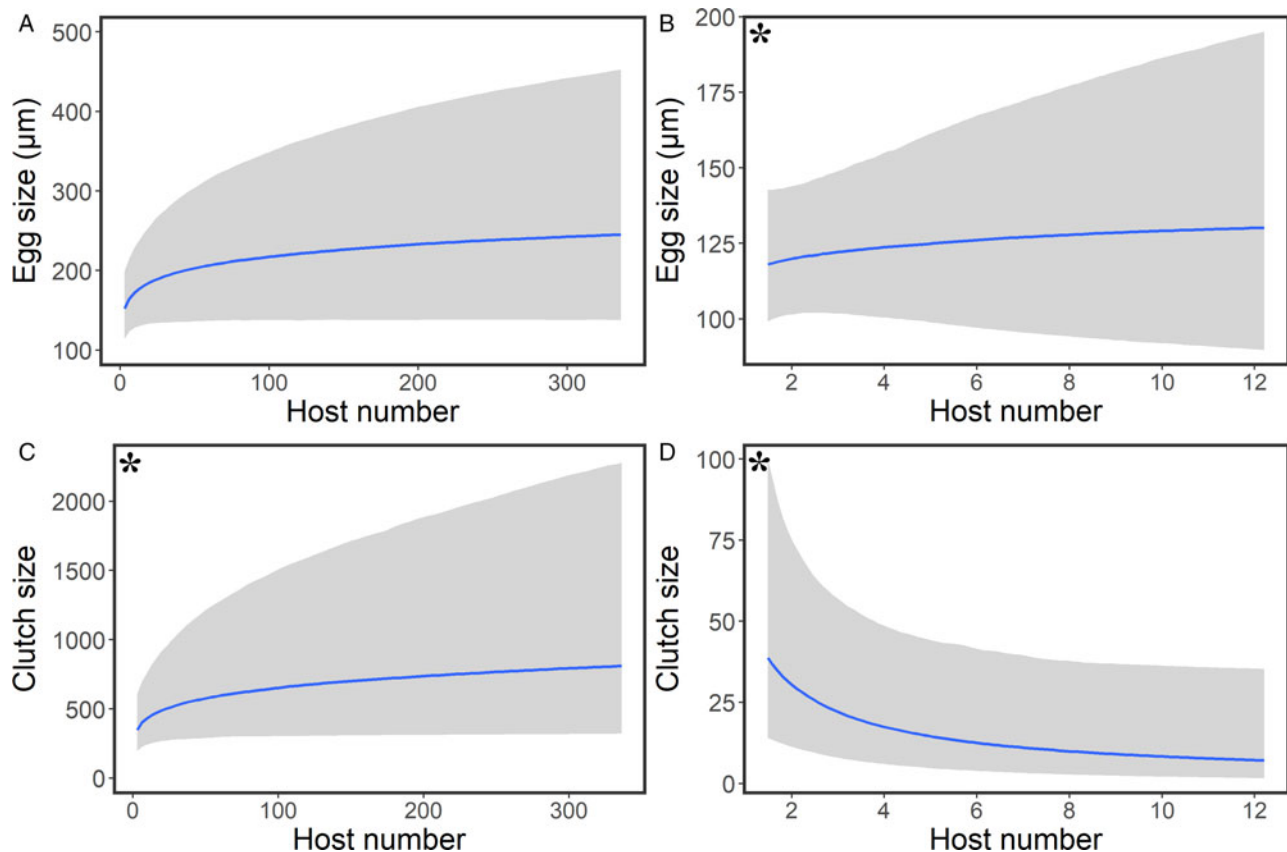 A
Egg size (µm)
500
400
300
200
100
0 100 200 300
Host number
B
*
Egg size (µm)
200
175
150
125
100
2 4 6 8 10 12
Host number
C
*
Clutch size
2000
1500
1000
500
0
0 100 200 300
Host number
D
*
Clutch size
100
75
50
25
0
2 4 6 8 10 12
Host number